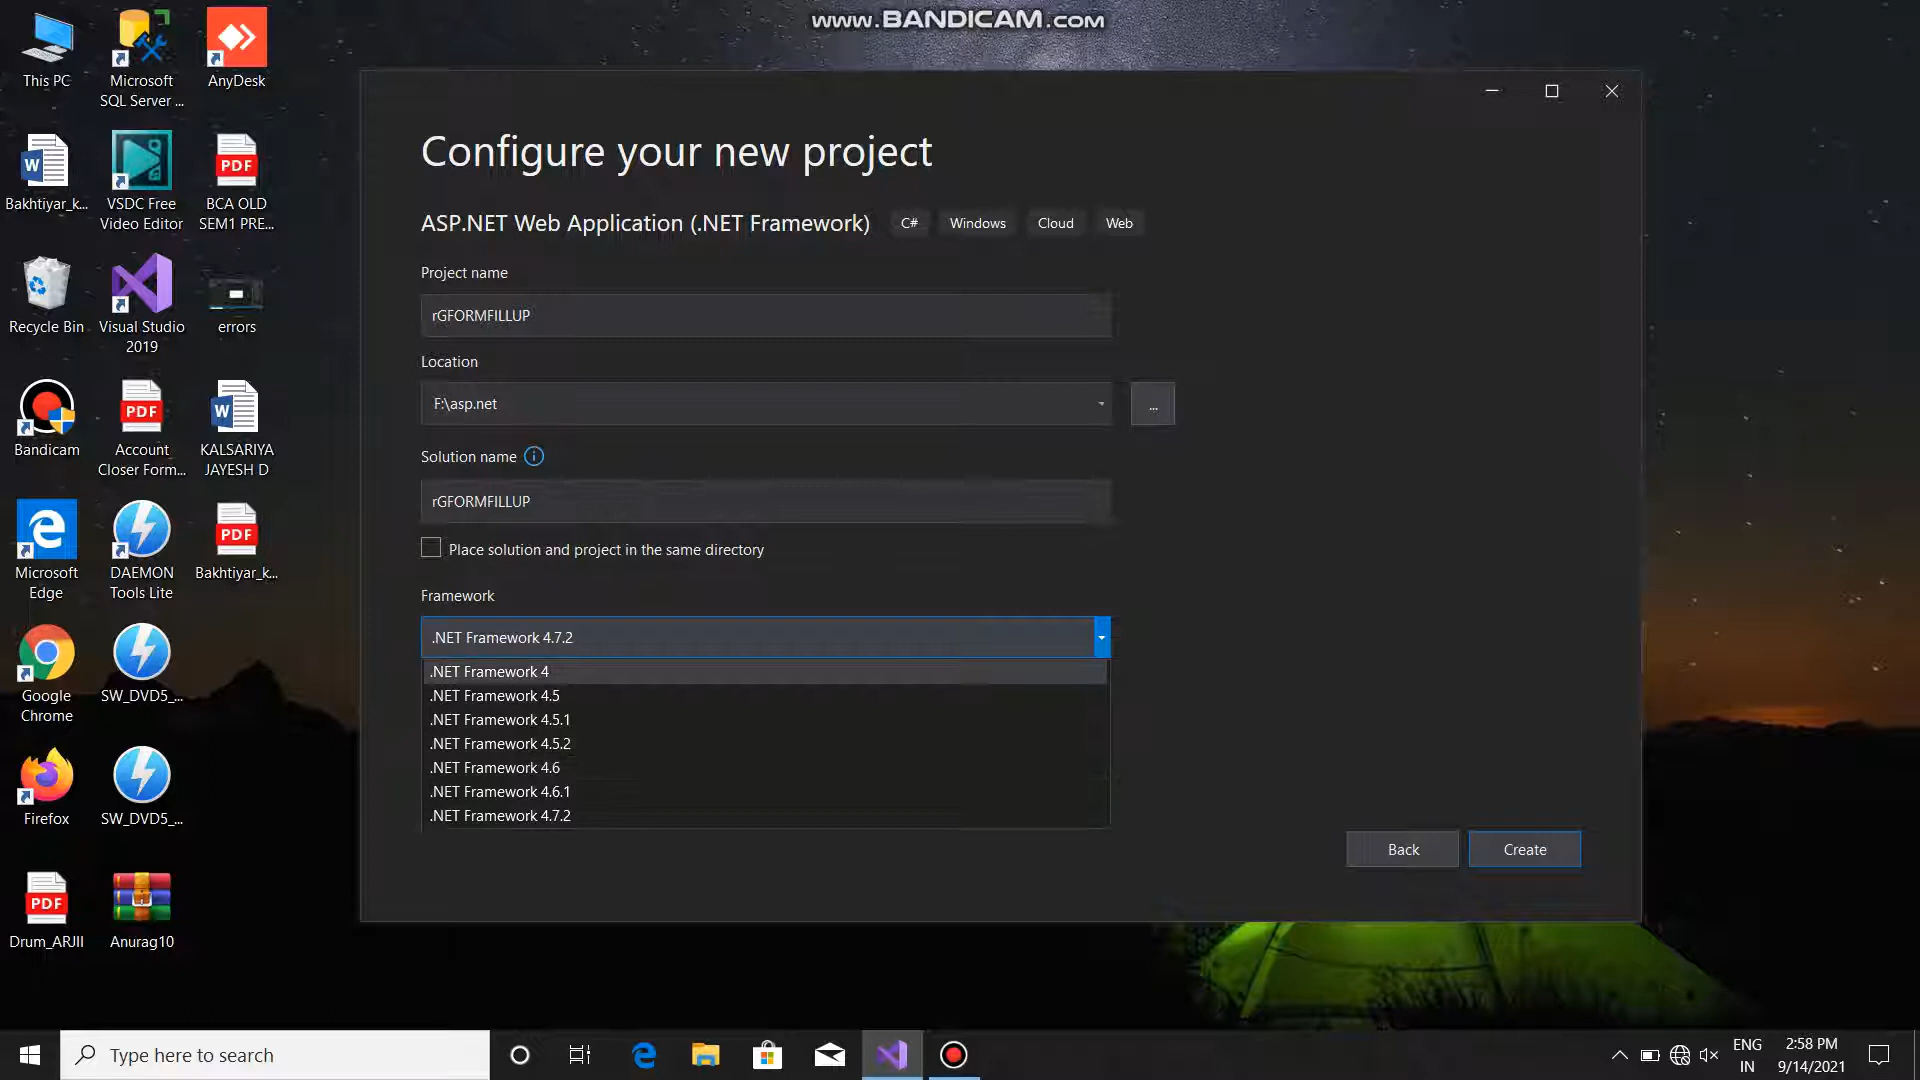 www.BANDICAM.com
This PC
Microsoft
SQL Server ...
AnyDesk
Bakhtiyar_k...
VSDC Free
Video Editor
BCA OLD
SEM1 PRE...
Recycle Bin
Visual Studio
2019
errors
Bandicam
Account
Closer Form...
KALSARIYA
JAYESH D
Microsoft
Edge
DAEMON
Tools Lite
Bakhtiyar_k...
Google
Chrome
SW_DVD5_...
Firefox
SW_DVD5_...
Drum_ARJII
Anurag10
PDF
PDF
PDF
PDF
W
W
Configure your new project
ASP.NET Web Application (.NET Framework)
C#
Windows
Cloud
Web
Project name
rGFORMFILLUP
Location
F:\asp.net
...
Solution name
rGFORMFILLUP
Place solution and project in the same directory
Framework
.NET Framework 4.7.2
.NET Framework 4
.NET Framework 4.5
.NET Framework 4.5.1
.NET Framework 4.5.2
.NET Framework 4.6
.NET Framework 4.6.1
.NET Framework 4.7.2
Back
Create
Type here to search
ENG
IN
2:58 PM
9/14/2021